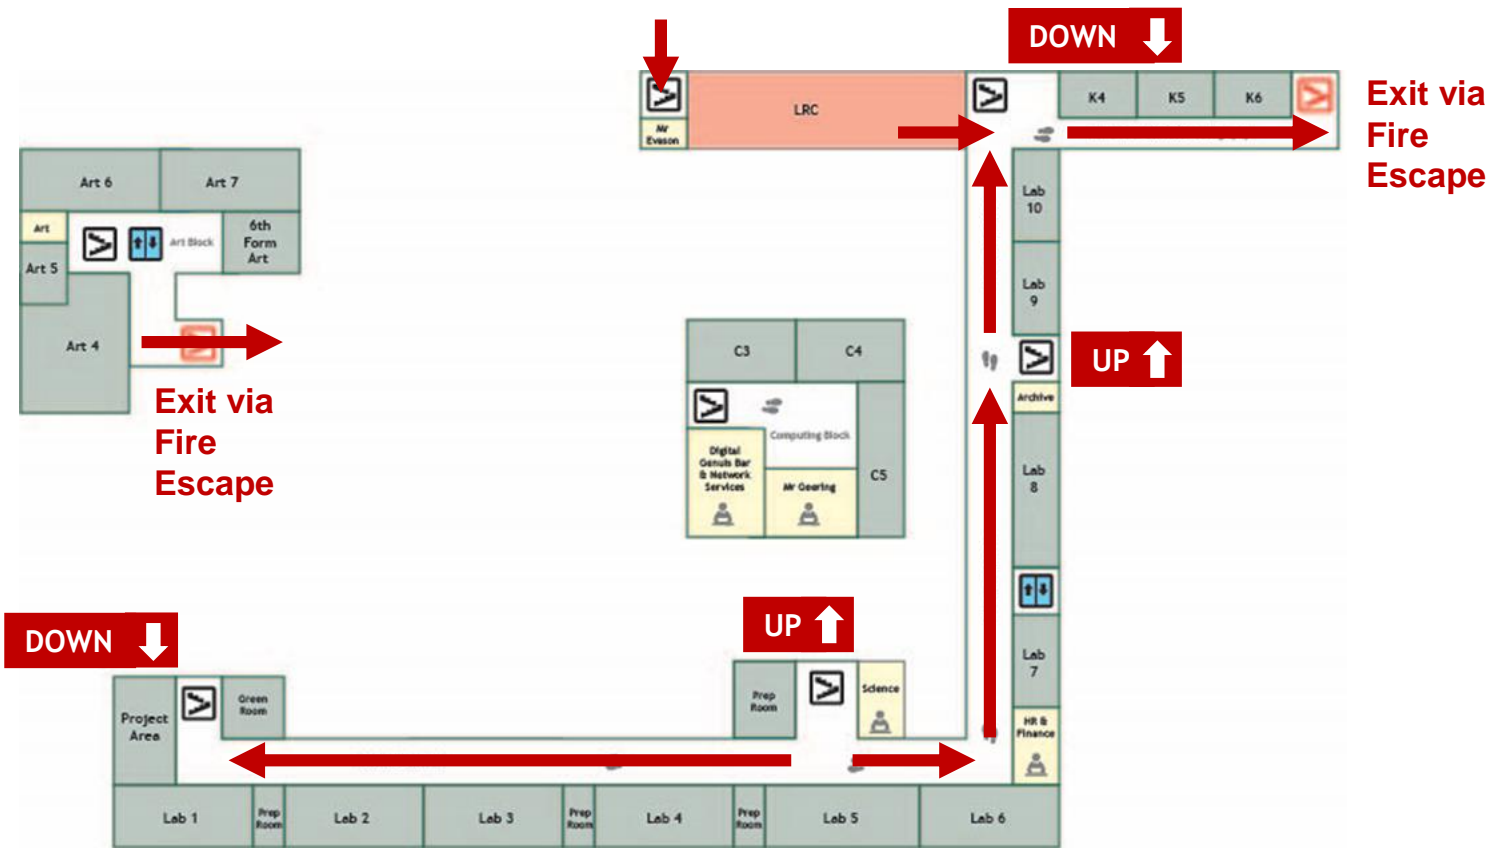 DOWN
LRC
K4
K5
K6
Mr
Evason
Exit via
Fire
Escape
Art 6
Art 7
Art
Art Block
6th
Form
Art
Art 5
Art 4
Exit via
Fire
Escape
Lab
10
Lab
9
UP
Archive
C3
C4
Computing Block
Digital
Genuis Bar
& Network
Services
Mr Gearing
C5
Lab
8
DOWN
UP
Lab
7
Project
Area
Green
Room
Prep
Room
Science
HR &
Finance
Lab 1
Prep
Room
Lab 2
Lab 3
Prep
Room
Lab 4
Prep
Room
Lab 5
Lab 6